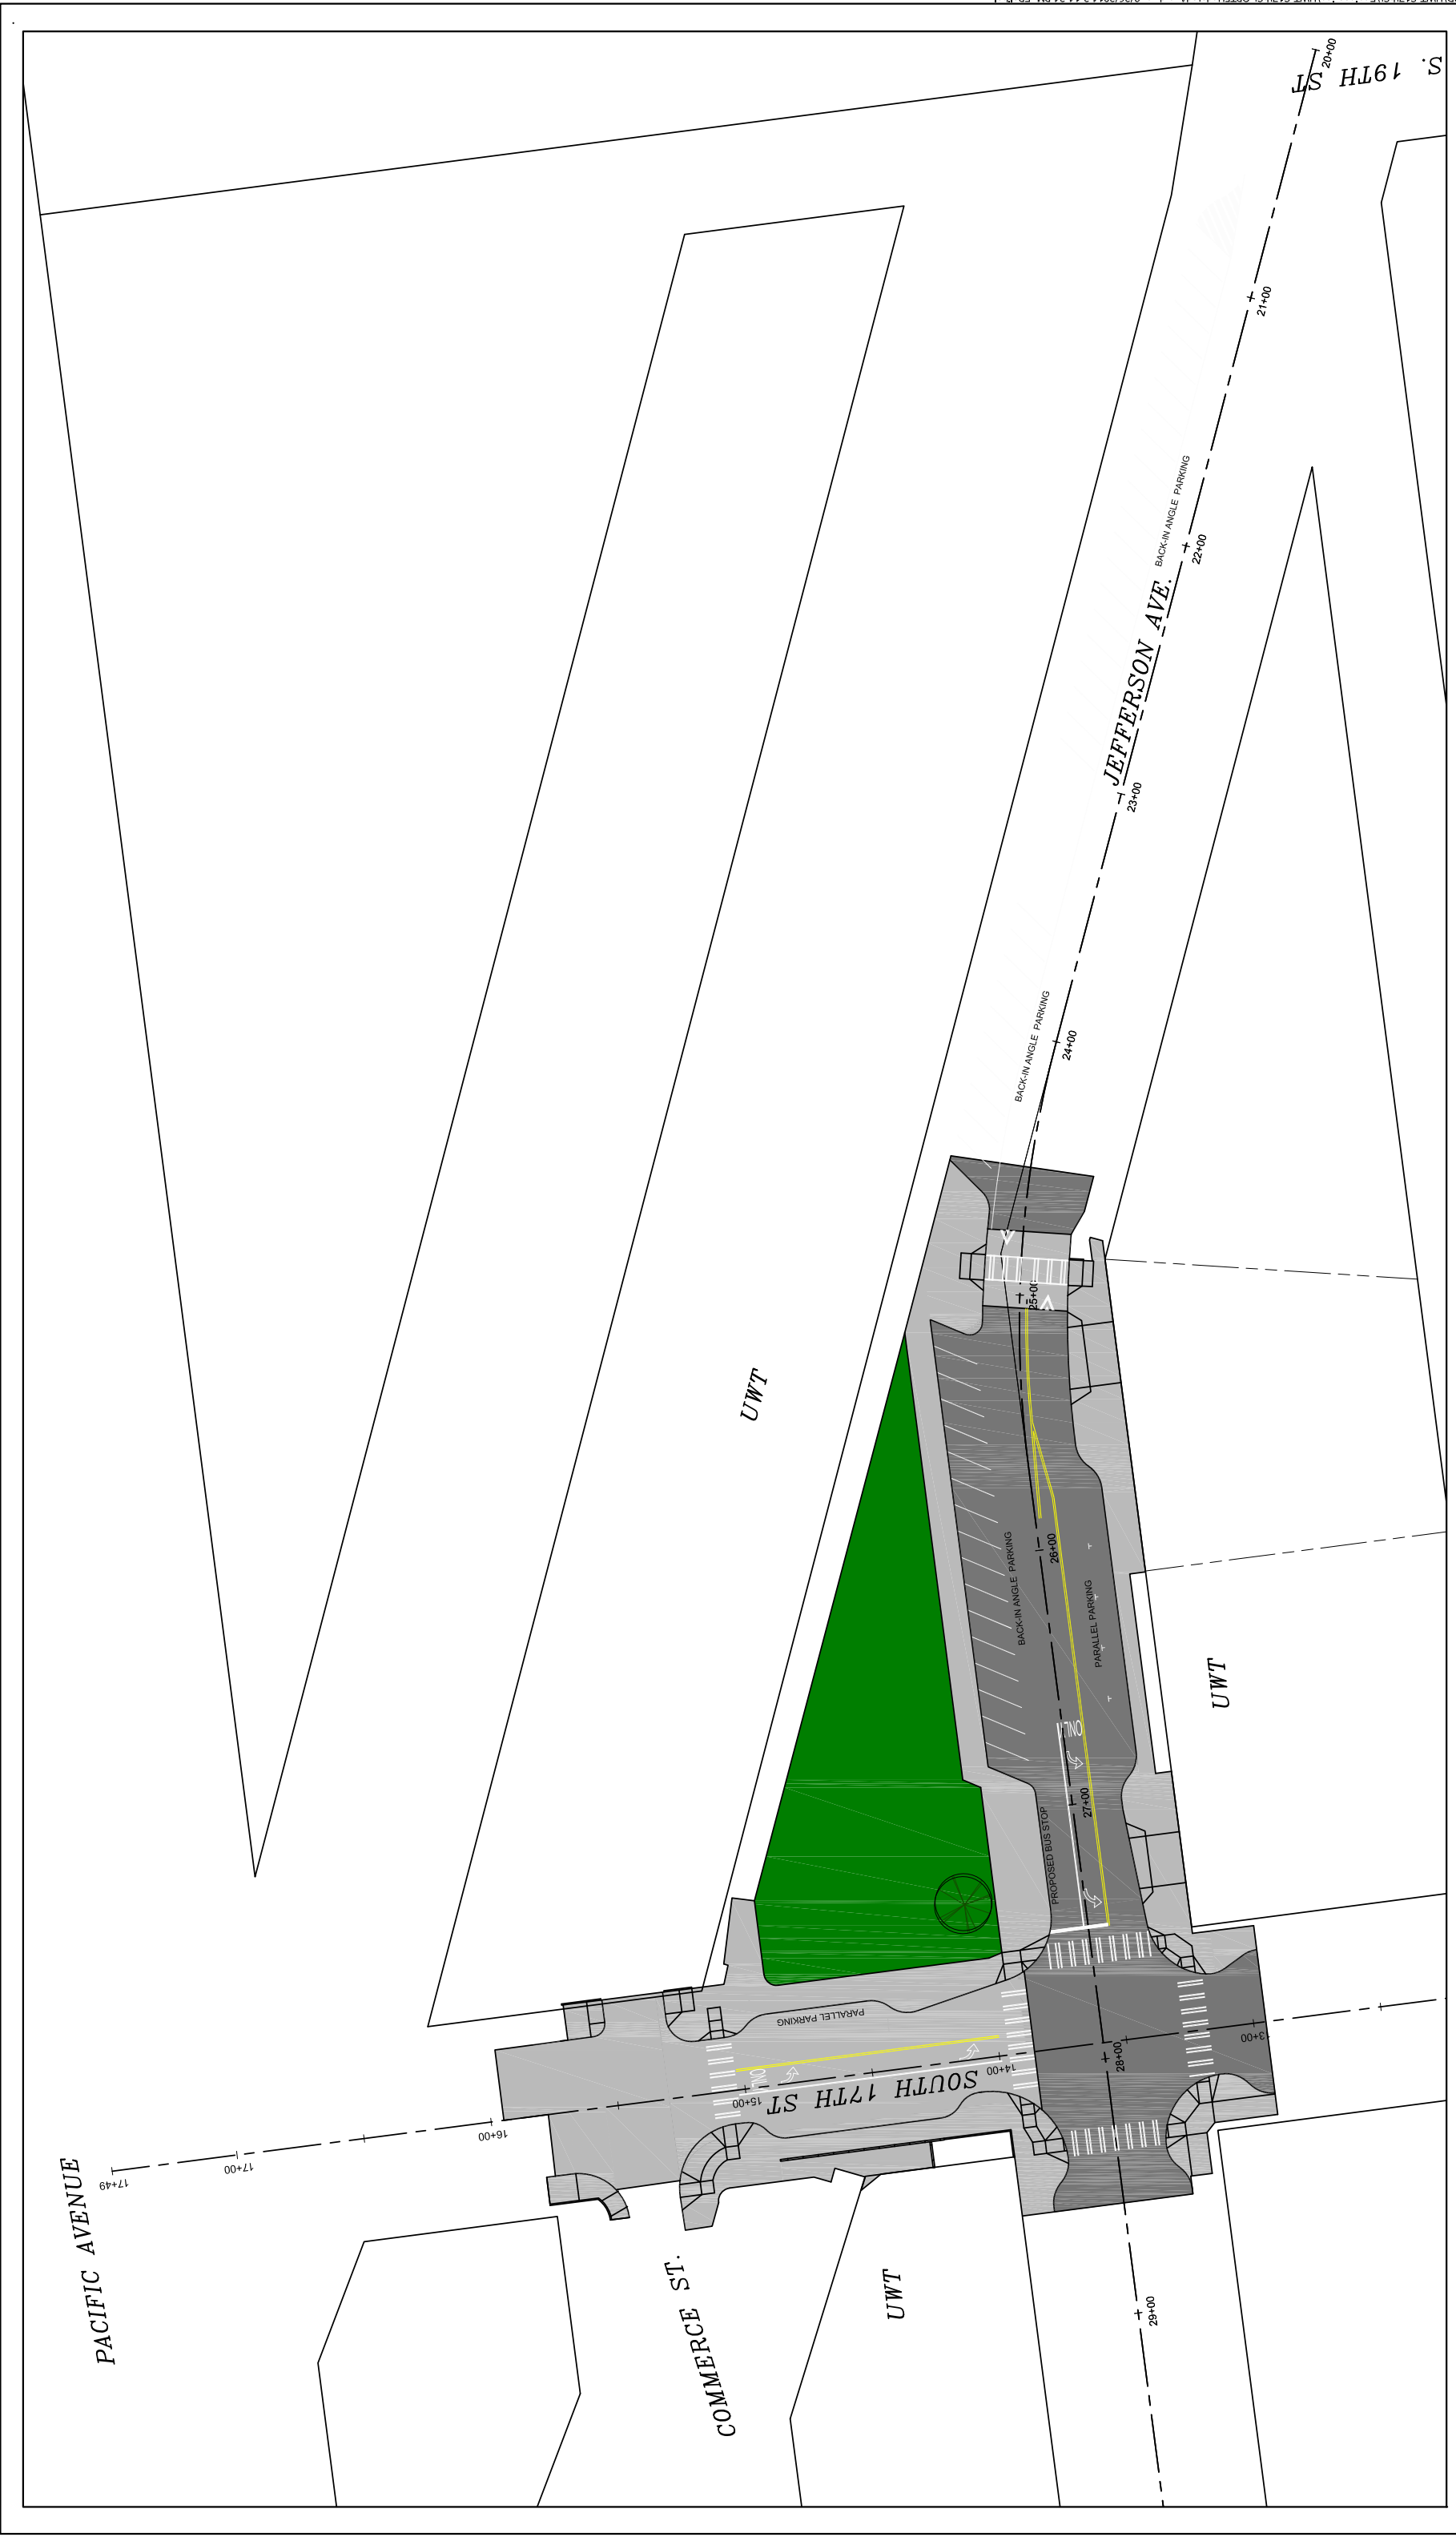 S. 19TH ST
20+00
21+00
BACK-IN ANGLE PARKING
22+00
JEFFERSON AVE.
23+00
BACK-IN ANGLE PARKING
24+00
25+00
UWT
26+00
BACK-IN ANGLE PARKING
PARALLEL PARKING
UWT
ONLY
27+00
PROPOSED BUS STOP
PARALLEL PARKING
13+00
28+00
14+00
SOUTH 17TH ST
ONLY
15+00
16+00
17+00
17+49
PACIFIC AVENUE
COMMERCE ST.
UWT
29+00